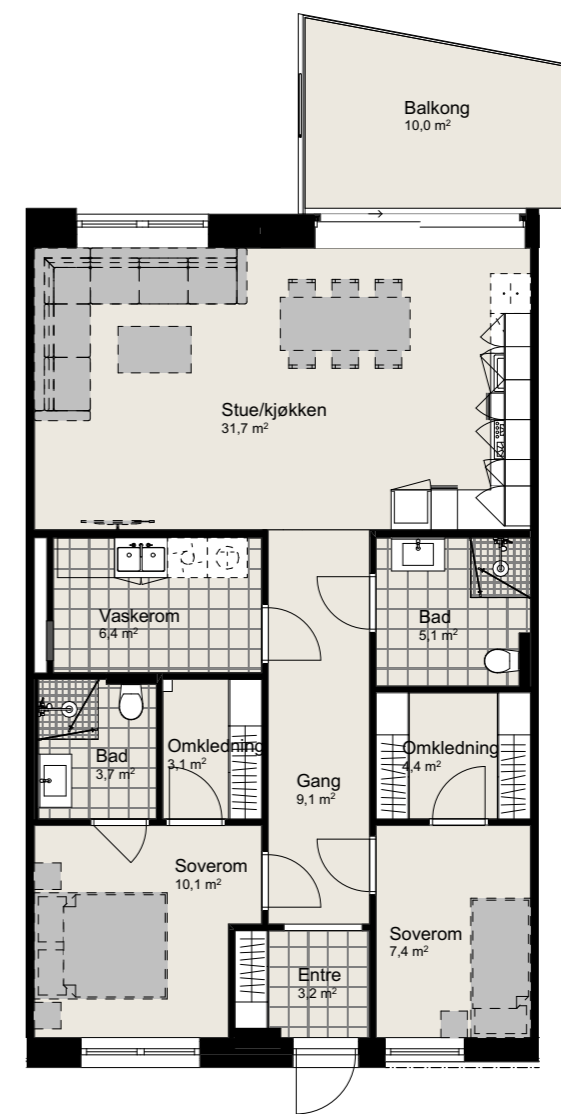 Balkong
10,0 m²
Stue/kjøkken
31,7 m²
Vaskerom
6,4 m²
Bad
5,1 m²
Bad
3,7 m²
Omkledning
3,1 m²
Gang
9,1 m²
Omkledning
4,4 m²
Soverom
10,1 m²
Soverom
7,4 m²
Entre
3,2 m²